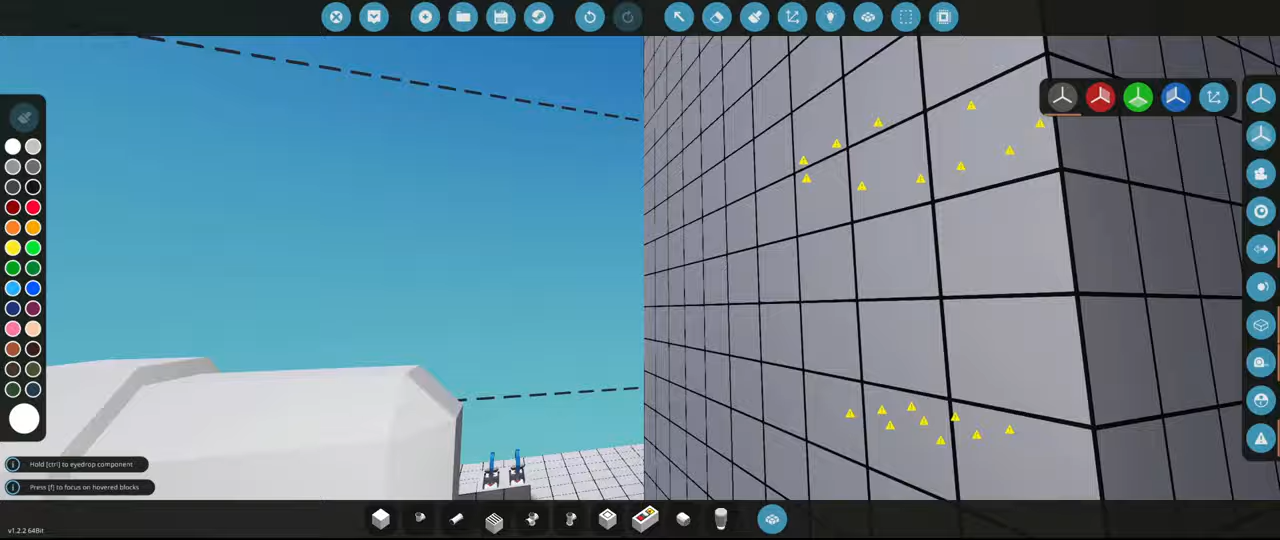 Hold [ctrl] to eyedrop component
Press [f] to focus on hovered blocks
v1.2.2 64Bit